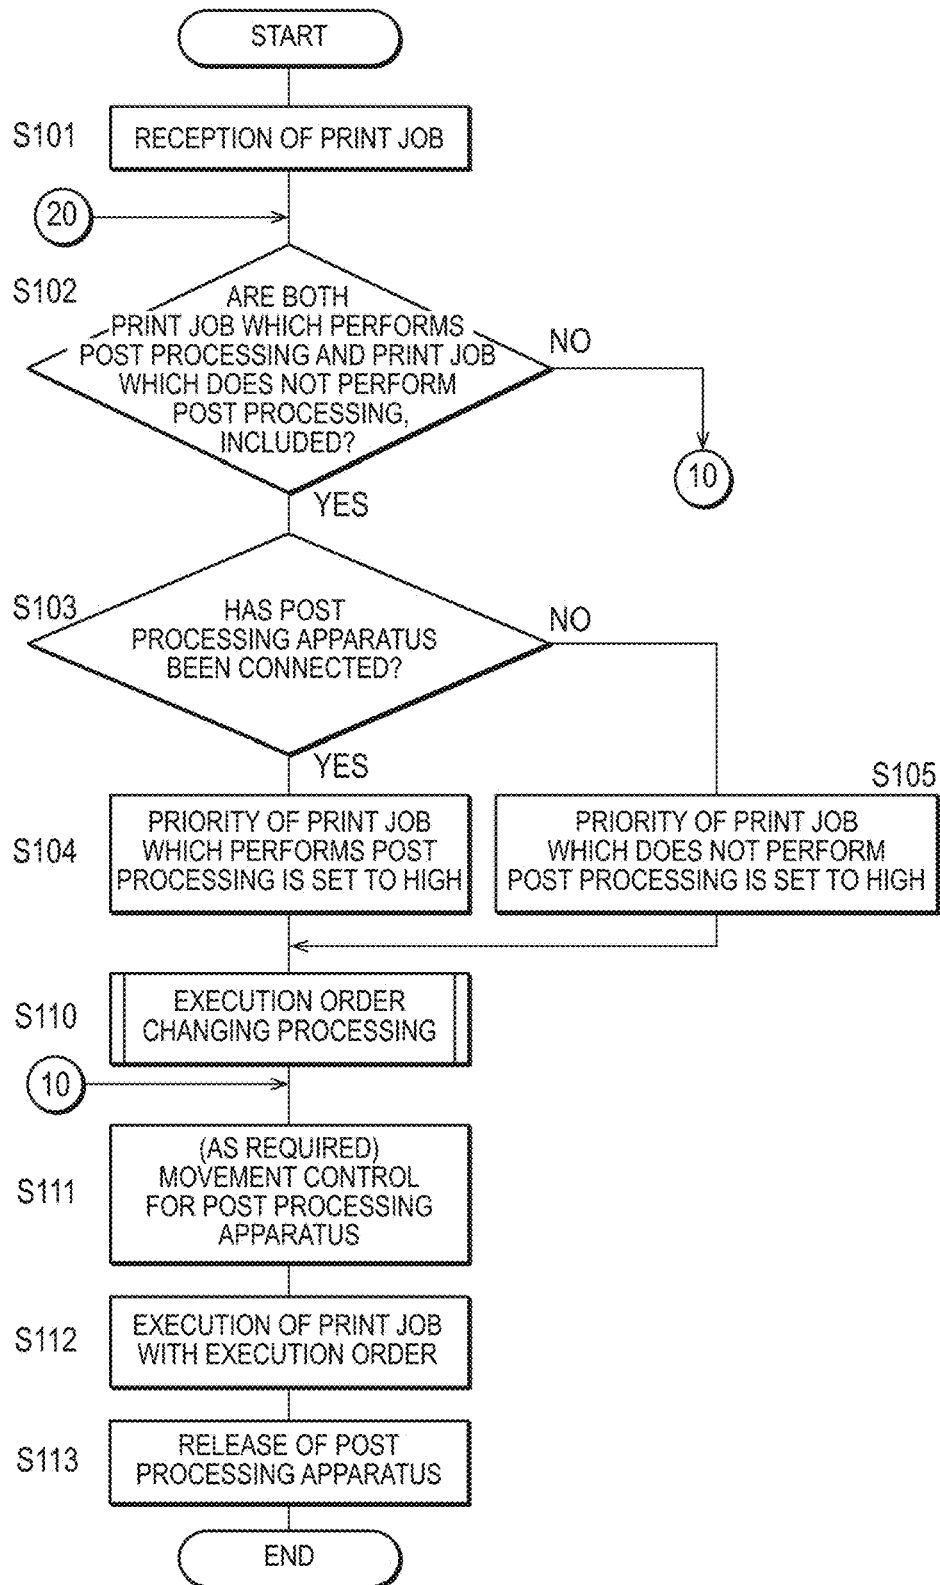 START
S101
RECEPTION OF PRINT JOB
20
S102
ARE BOTH
PRINT JOB WHICH PERFORMS
POST PROCESSING AND PRINT JOB
WHICH DOES NOT PERFORM
POST PROCESSING,
INCLUDED?
NO
10
YES
S103
HAS POST
PROCESSING APPARATUS
BEEN CONNECTED?
NO
YES
S104
PRIORITY OF PRINT JOB
WHICH PERFORMS POST
PROCESSING IS SET TO HIGH
S105
PRIORITY OF PRINT JOB
WHICH DOES NOT PERFORM
POST PROCESSING IS SET TO HIGH
S110
EXECUTION ORDER
CHANGING PROCESSING
10
S111
(AS REQUIRED)
MOVEMENT CONTROL
FOR POST PROCESSING
APPARATUS
S112
EXECUTION OF PRINT JOB
WITH EXECUTION ORDER
S113
RELEASE OF POST
PROCESSING APPARATUS
END